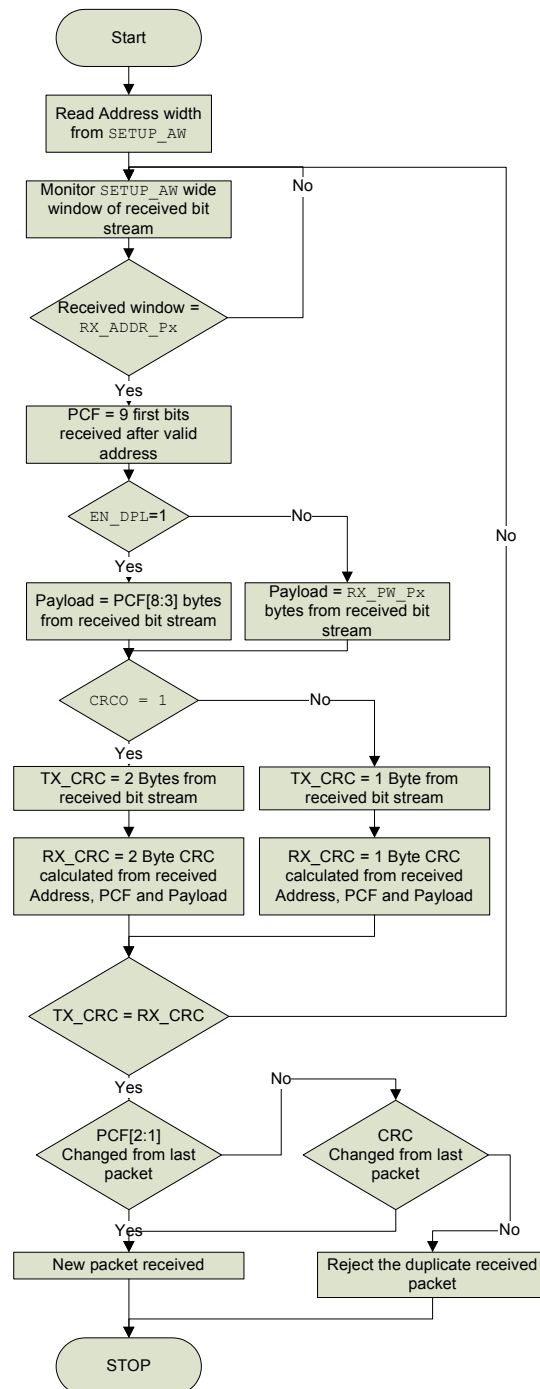 Start
Read Address width
from SETUP_AW
No
Monitor SETUP_AW wide
window of received bit
stream
Received window =
RX_ADDR_Px
Yes
PCF = 9 first bits
received after valid
address
EN_DPL=1
No
No
Yes
Payload = PCF[8:3] bytes
from received bit stream
Payload = RX_PW_Px
bytes from received bit
stream
CRCO = 1
No
Yes
TX_CRC = 2 Bytes from
received bit stream
TX_CRC = 1 Byte from
received bit stream
RX_CRC = 2 Byte CRC
calculated from received
Address, PCF and Payload
RX_CRC = 1 Byte CRC
calculated from received
Address, PCF and Payload
TX_CRC = RX_CRC
Yes
No
PCF[2:1]
Changed from last
packet
CRC
Changed from last
packet
Yes
No
New packet received
Reject the duplicate received
packet
STOP